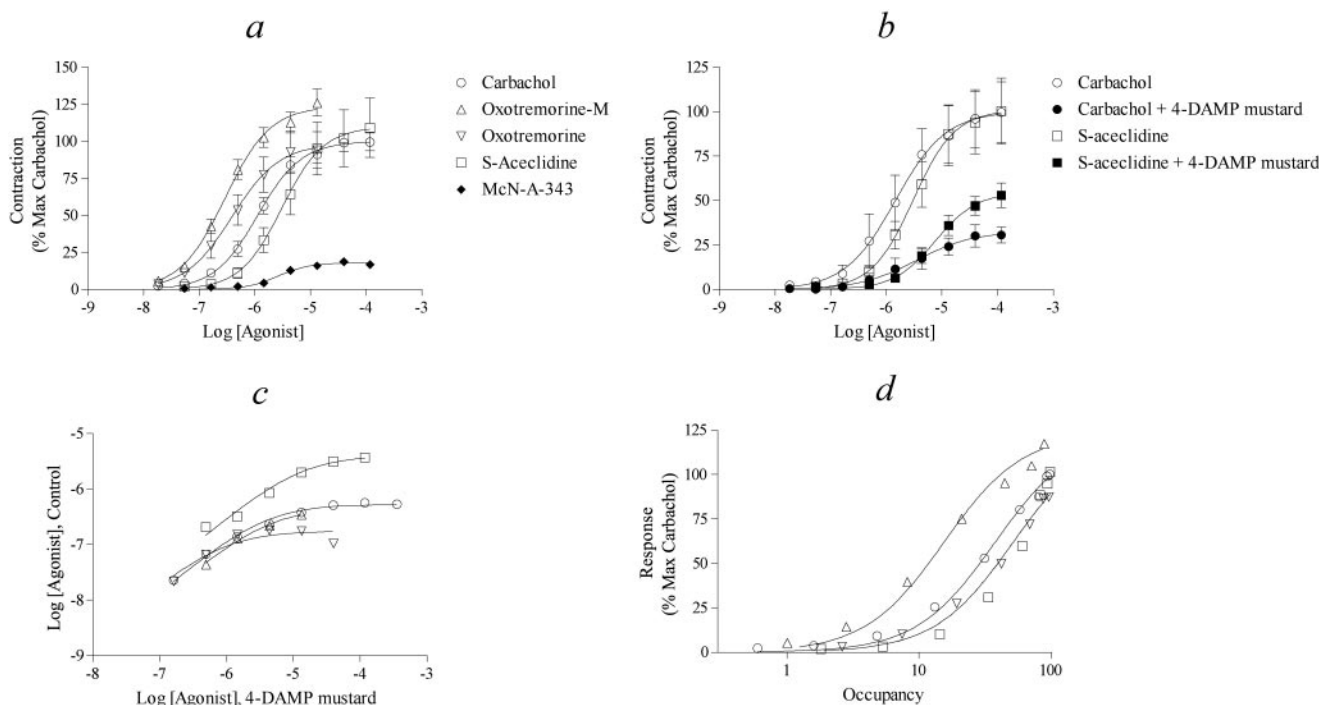 a
150
125
100
75
50
25
0
Contraction
(% Max Carbachol)
-8 -7 -6 -5 -4 -3
Log [Agonist]
Carbachol
Oxotremorine-M
Oxotremorine
S-Aceclidine
McN-A-343
b
125
100
75
50
25
0
Contraction
(% Max Carbachol)
-8 -7 -6 -5 -4 -3
Log [Agonist]
Carbachol
Carbachol + 4-DAMP mustard
S-aceclidine
S-aceclidine + 4-DAMP mustard
c
-5
-6
-7
-8
-9
Log [Agonist], Control
-8 -7 -6 -5 -4 -3
Log [Agonist], 4-DAMP mustard
d
125
100
75
50
25
0
Response
(% Max Carbachol)
1 10 100
Occupancy